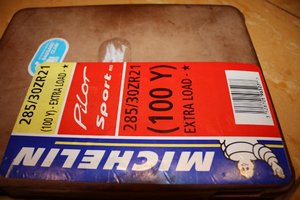 285/30ZR21
(100 Y) - EXTRA LOAD - ★
Pilot
Sport
285/30ZR21
(100 Y)
EXTRA LOAD - ★
MICHELIN